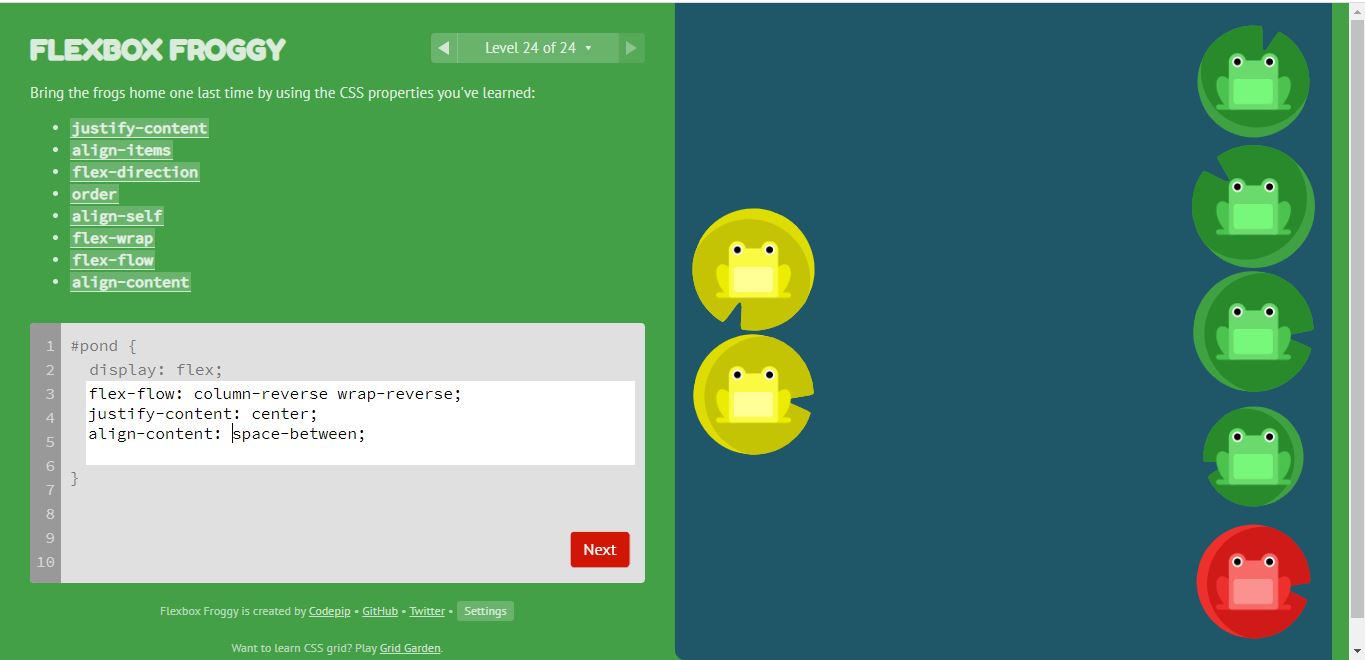 FLEXBOX FROGGY
◀ Level 24 of 24 ▾ ▶
Bring the frogs home one last time by using the CSS properties you've learned:
• justify-content
• align-items
• flex-direction
• order
• align-self
• flex-wrap
• flex-flow
• align-content
1 #pond {
2 display: flex;
3 flex-flow: column-reverse wrap-reverse;
4 justify-content: center;
5 align-content: space-between;
6
7 }
8
9
10
Next
Flexbox Froggy is created by Codepip • GitHub • Twitter • Settings
Want to learn CSS grid? Play Grid Garden.